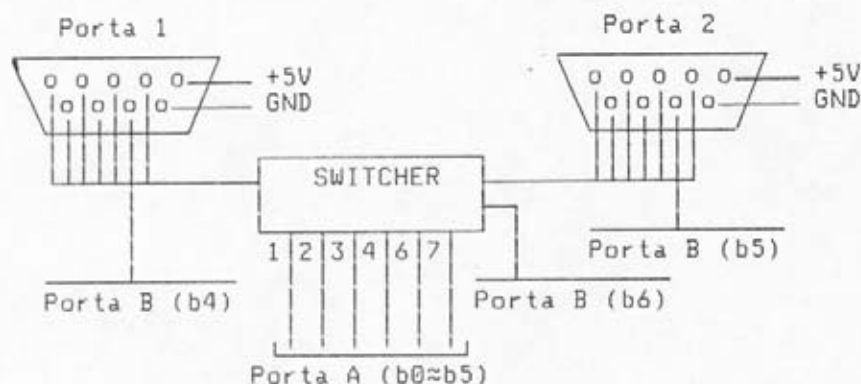 Porta 1
Porta 2
+5V
GND
+5V
GND
SWITCHER
1 2 3 4 6 7
Porta B (b4)
Porta B (b5)
Porta B (b6)
Porta A (b0≈b5)